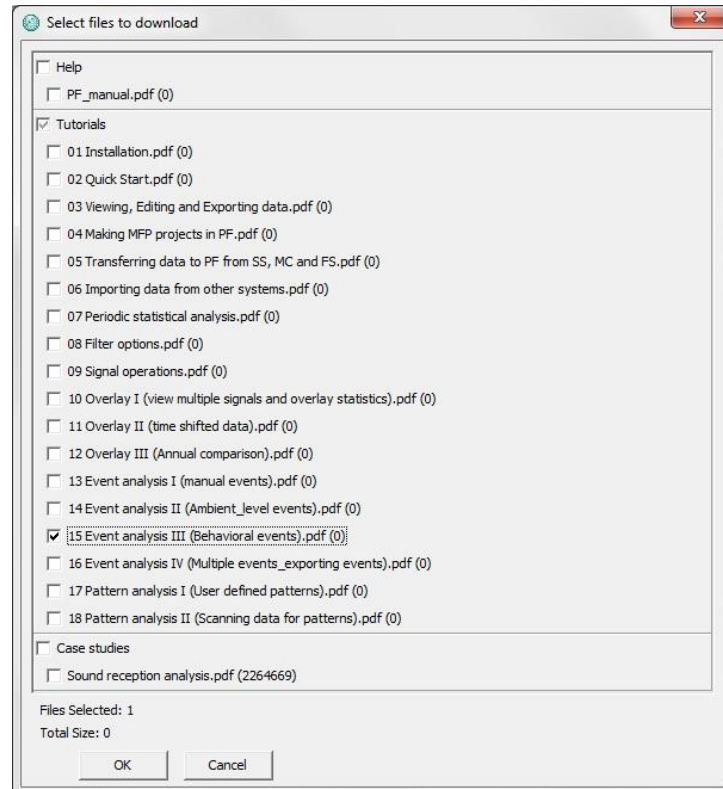 Select files to download
Help
PF_manual.pdf (0)
Tutorials
01 Installation.pdf (0)
02 Quick Start.pdf (0)
03 Viewing, Editing and Exporting data.pdf (0)
04 Making MFP projects in PF.pdf (0)
05 Transferring data to PF from SS, MC and FS.pdf (0)
06 Importing data from other systems.pdf (0)
07 Periodic statistical analysis.pdf (0)
08 Filter options.pdf (0)
09 Signal operations.pdf (0)
10 Overlay I (view multiple signals and overlay statistics).pdf (0)
11 Overlay II (time shifted data).pdf (0)
12 Overlay III (Annual comparison).pdf (0)
13 Event analysis I (manual events).pdf (0)
14 Event analysis II (Ambient_level events).pdf (0)
15 Event analysis III (Behavioral events).pdf (0)
16 Event analysis IV (Multiple events_exporting events).pdf (0)
17 Pattern analysis I (User defined patterns).pdf (0)
18 Pattern analysis II (Scanning data for patterns).pdf (0)
Case studies
Sound reception analysis.pdf (2264669)
Files Selected: 1
Total Size: 0
OK Cancel